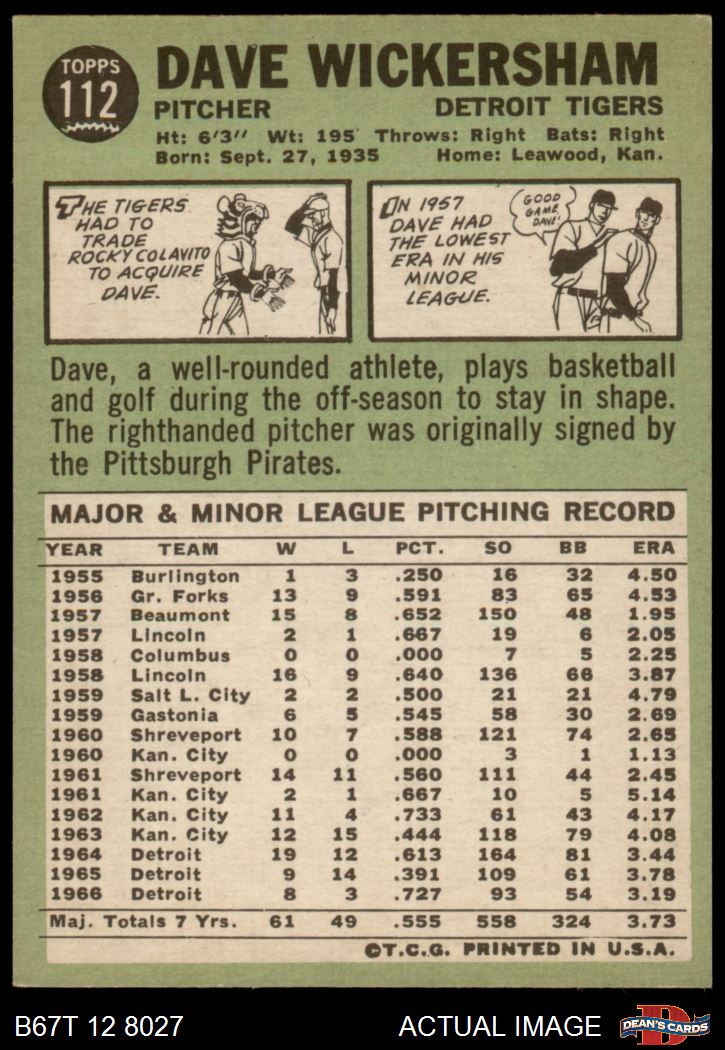 TOPPS
112
DAVE WICKERSHAM
PITCHER DETROIT TIGERS
Ht: 6'3" Wt: 195 Throws: Right Bats: Right
Born: Sept. 27, 1935 Home: Leawood, Kan.
THE TIGERS
HAD TO
TRADE
ROCKY COLAVITO
TO ACQUIRE
DAVE.
IN 1957
DAVE HAD
THE LOWEST
ERA IN HIS
MINOR
LEAGUE.
GOOD
GAME,
DAVE!
Dave, a well-rounded athlete, plays basketball
and golf during the off-season to stay in shape.
The righthanded pitcher was originally signed by
the Pittsburgh Pirates.
MAJOR & MINOR LEAGUE PITCHING RECORD
YEAR TEAM W L PCT. SO BB ERA
1955 Burlington 1 3 .250 16 32 4.50
1956 Gr. Forks 13 9 .591 83 65 4.53
1957 Beaumont 15 8 .652 150 48 1.95
1957 Lincoln 2 1 .667 19 6 2.05
1958 Columbus 0 0 .000 7 5 2.25
1958 Lincoln 16 9 .640 136 66 3.87
1959 Salt L. City 2 2 .500 21 21 4.79
1959 Gastonia 6 5 .545 58 30 2.69
1960 Shreveport 10 7 .588 121 74 2.65
1960 Kan. City 0 0 .000 3 1 1.13
1961 Shreveport 14 11 .560 111 44 2.45
1961 Kan. City 2 1 .667 10 5 5.14
1962 Kan. City 11 4 .733 61 43 4.17
1963 Kan. City 12 15 .444 118 79 4.08
1964 Detroit 19 12 .613 164 81 3.44
1965 Detroit 9 14 .391 109 61 3.78
1966 Detroit 8 3 .727 93 54 3.19
Maj. Totals 7 Yrs. 61 49 .555 558 324 3.73
©T.C.G. PRINTED IN U.S.A.
B67T 12 8027 ACTUAL IMAGE D DEAN'S CARDS